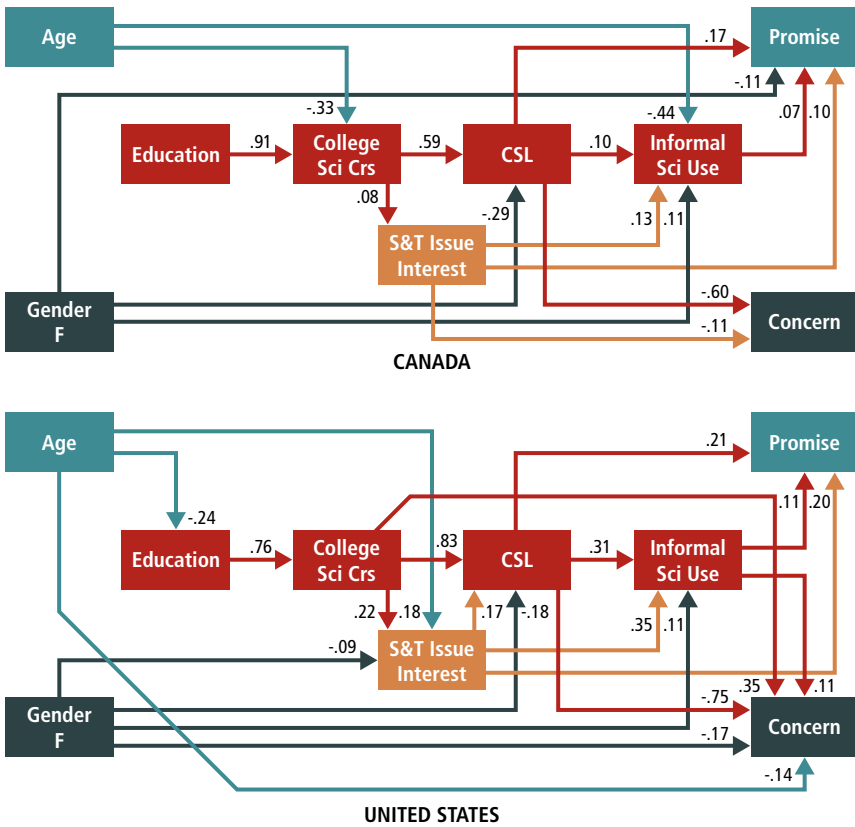 Age
Promise
.17
-.11
-.33
-.44
.07
.10
Education
.91
College
Sci Crs
.59
CSL
.10
Informal
Sci Use
.08
-.29
.13
.11
S&T Issue
Interest
Gender
F
-.60
-.11
Concern
CANADA
Age
Promise
.21
-.24
.11
.20
Education
.76
College
Sci Crs
.83
CSL
.31
Informal
Sci Use
.22
.18
.17
-.18
.35
.11
-.09
S&T Issue
Interest
.35
.11
Gender
F
-.75
-.17
Concern
-.14
UNITED STATES